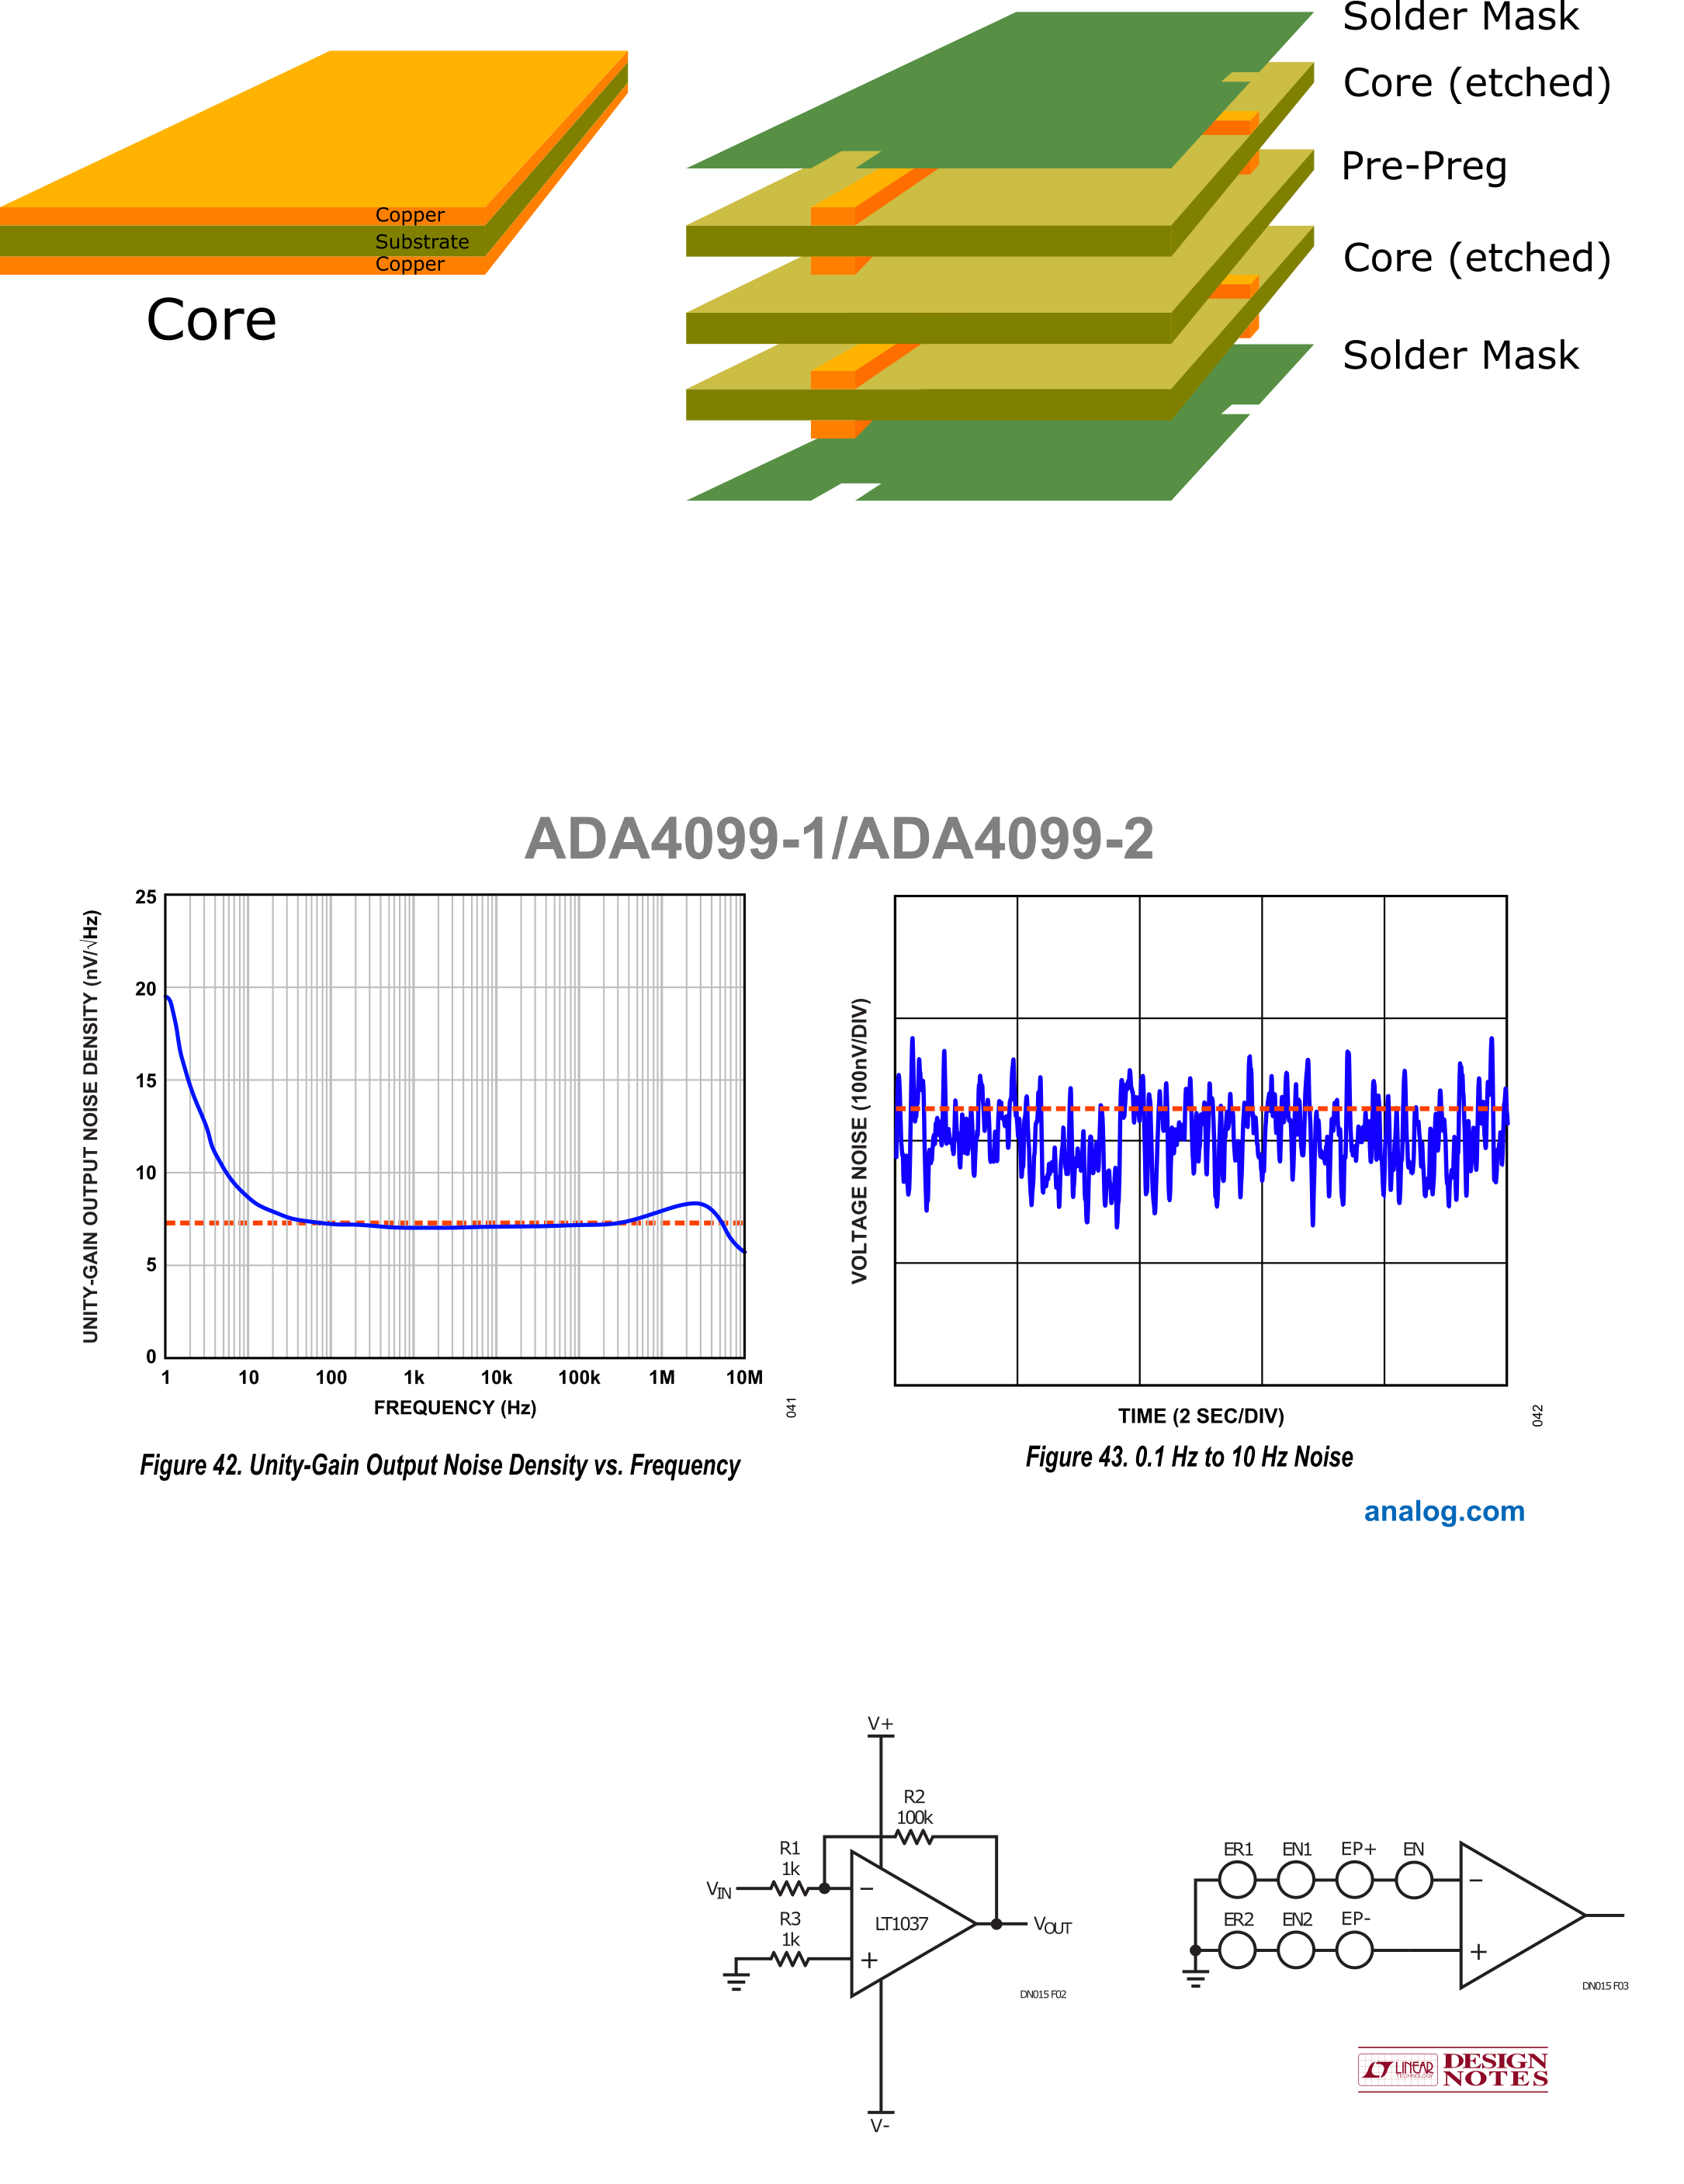 Solder Mask
Core (etched)
Pre-Preg
Core (etched)
Solder Mask
Copper
Substrate
Copper
Core
ADA4099-1/ADA4099-2
UNITY-GAIN OUTPUT NOISE DENSITY (nV/√Hz)
25
20
15
10
5
0
1 10 100 1k 10k 100k 1M 10M
FREQUENCY (Hz)
041
Figure 42. Unity-Gain Output Noise Density vs. Frequency
VOLTAGE NOISE (100nV/DIV)
TIME (2 SEC/DIV)
042
Figure 43. 0.1 Hz to 10 Hz Noise
analog.com
V+
R2
100k
R1
1k
VIN
−
LT1037
VOUT
R3
1k
+
DN015 F02
V-
ER1 EN1 EP+ EN
−
ER2 EN2 EP-
+
DN015 F03
LT LINEAR
TECHNOLOGY
DESIGN
NOTES